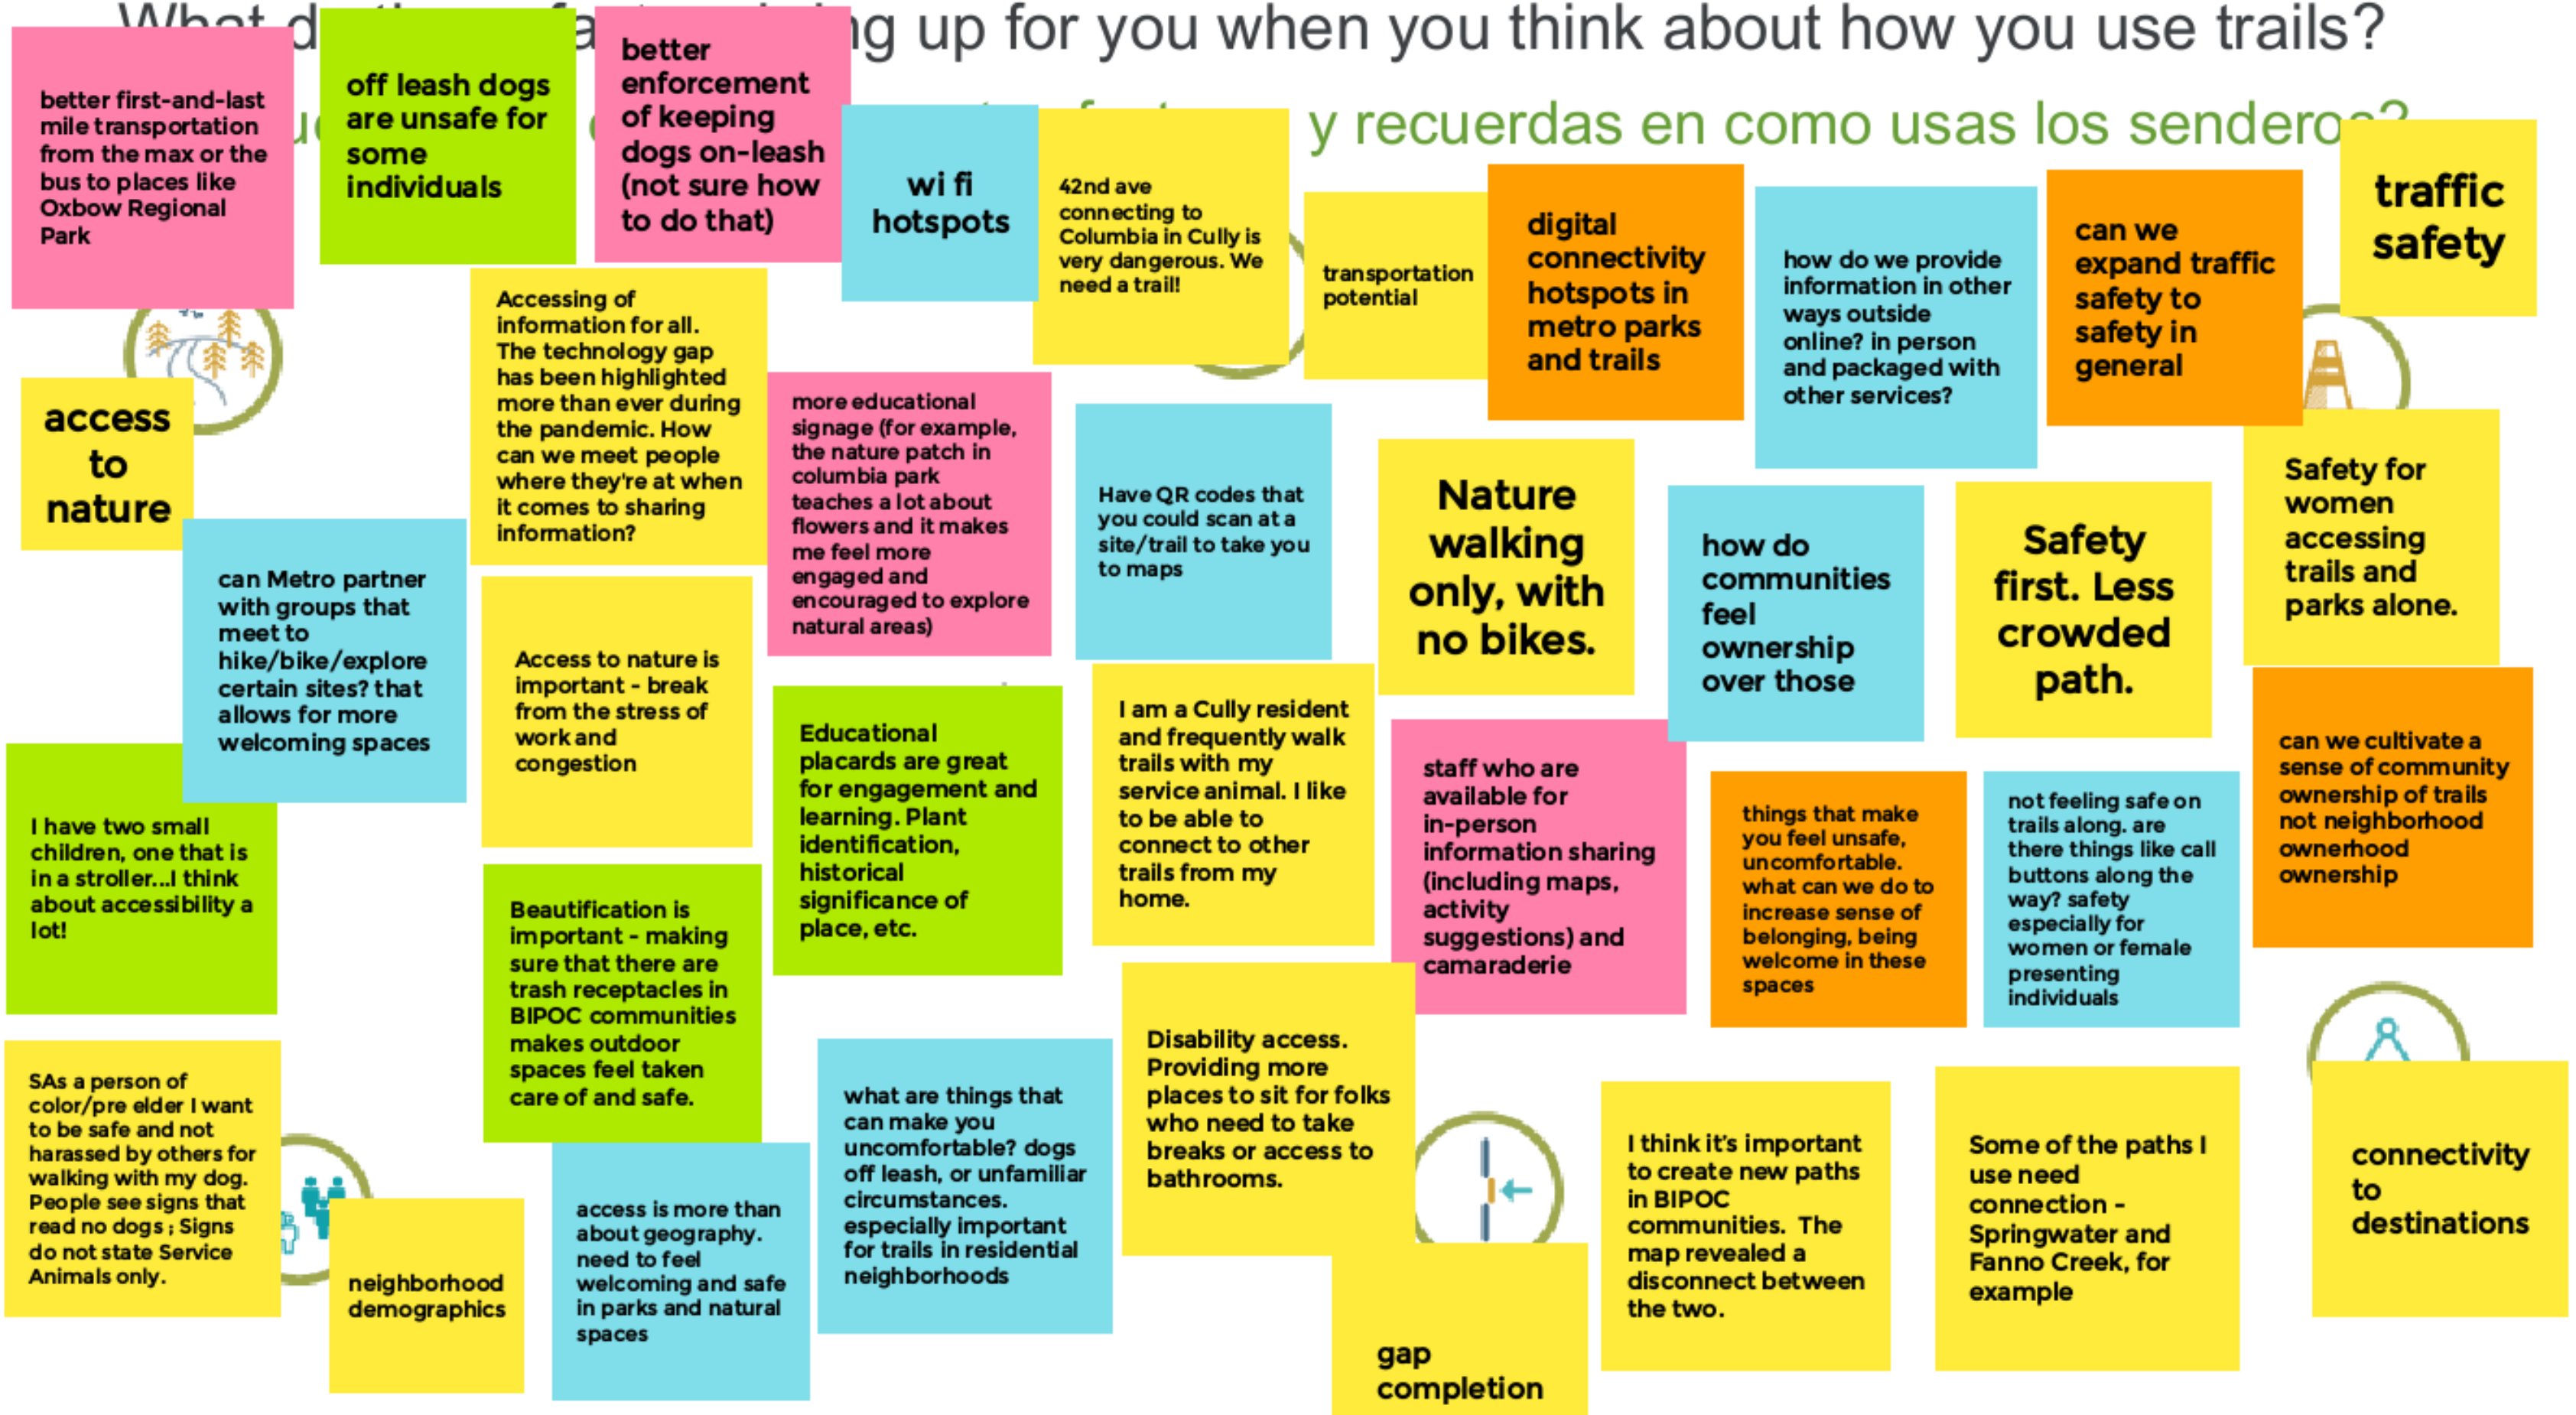 What d
ng up for you when you think about how you use trails?
y recuerdas en como usas los senderos?
better first-and-last
mile transportation
from the max or the
bus to places like
Oxbow Regional
Park
off leash dogs
are unsafe for
some
individuals
better
enforcement
of keeping
dogs on-leash
(not sure how
to do that)
wi fi
hotspots
42nd ave
connecting to
Columbia in Cully is
very dangerous. We
need a trail!
transportation
potential
digital
connectivity
hotspots in
metro parks
and trails
how do we provide
information in other
ways outside
online? in person
and packaged with
other services?
can we
expand traffic
safety to
safety in
general
traffic
safety
access
to
nature
Accessing of
information for all.
The technology gap
has been highlighted
more than ever during
the pandemic. How
can we meet people
where they're at when
it comes to sharing
information?
more educational
signage (for example,
the nature patch in
columbia park
teaches a lot about
flowers and it makes
me feel more
engaged and
encouraged to explore
natural areas)
Have QR codes that
you could scan at a
site/trail to take you
to maps
Nature
walking
only, with
no bikes.
how do
communities
feel
ownership
over those
Safety
first. Less
crowded
path.
Safety for
women
accessing
trails and
parks alone.
can Metro partner
with groups that
meet to
hike/bike/explore
certain sites? that
allows for more
welcoming spaces
Access to nature is
important - break
from the stress of
work and
congestion
Educational
placards are great
for engagement and
learning. Plant
identification,
historical
significance of
place, etc.
I am a Cully resident
and frequently walk
trails with my
service animal. I like
to be able to
connect to other
trails from my
home.
staff who are
available for
in-person
information sharing
(including maps,
activity
suggestions) and
camaraderie
things that make
you feel unsafe,
uncomfortable.
what can we do to
increase sense of
belonging, being
welcome in these
spaces
not feeling safe on
trails along. are
there things like call
buttons along the
way? safety
especially for
women or female
presenting
individuals
can we cultivate a
sense of community
ownership of trails
not neighborhood
ownerhood
ownership
I have two small
children, one that is
in a stroller...I think
about accessibility a
lot!
Beautification is
important - making
sure that there are
trash receptacles in
BIPOC communities
makes outdoor
spaces feel taken
care of and safe.
SAs a person of
color/pre elder I want
to be safe and not
harassed by others for
walking with my dog.
People see signs that
read no dogs ; Signs
do not state Service
Animals only.
neighborhood
demographics
access is more than
about geography.
need to feel
welcoming and safe
in parks and natural
spaces
what are things that
can make you
uncomfortable? dogs
off leash, or unfamiliar
circumstances.
especially important
for trails in residential
neighborhoods
Disability access.
Providing more
places to sit for folks
who need to take
breaks or access to
bathrooms.
gap
completion
I think it's important
to create new paths
in BIPOC
communities. The
map revealed a
disconnect between
the two.
Some of the paths I
use need
connection -
Springwater and
Fanno Creek, for
example
connectivity
to
destinations